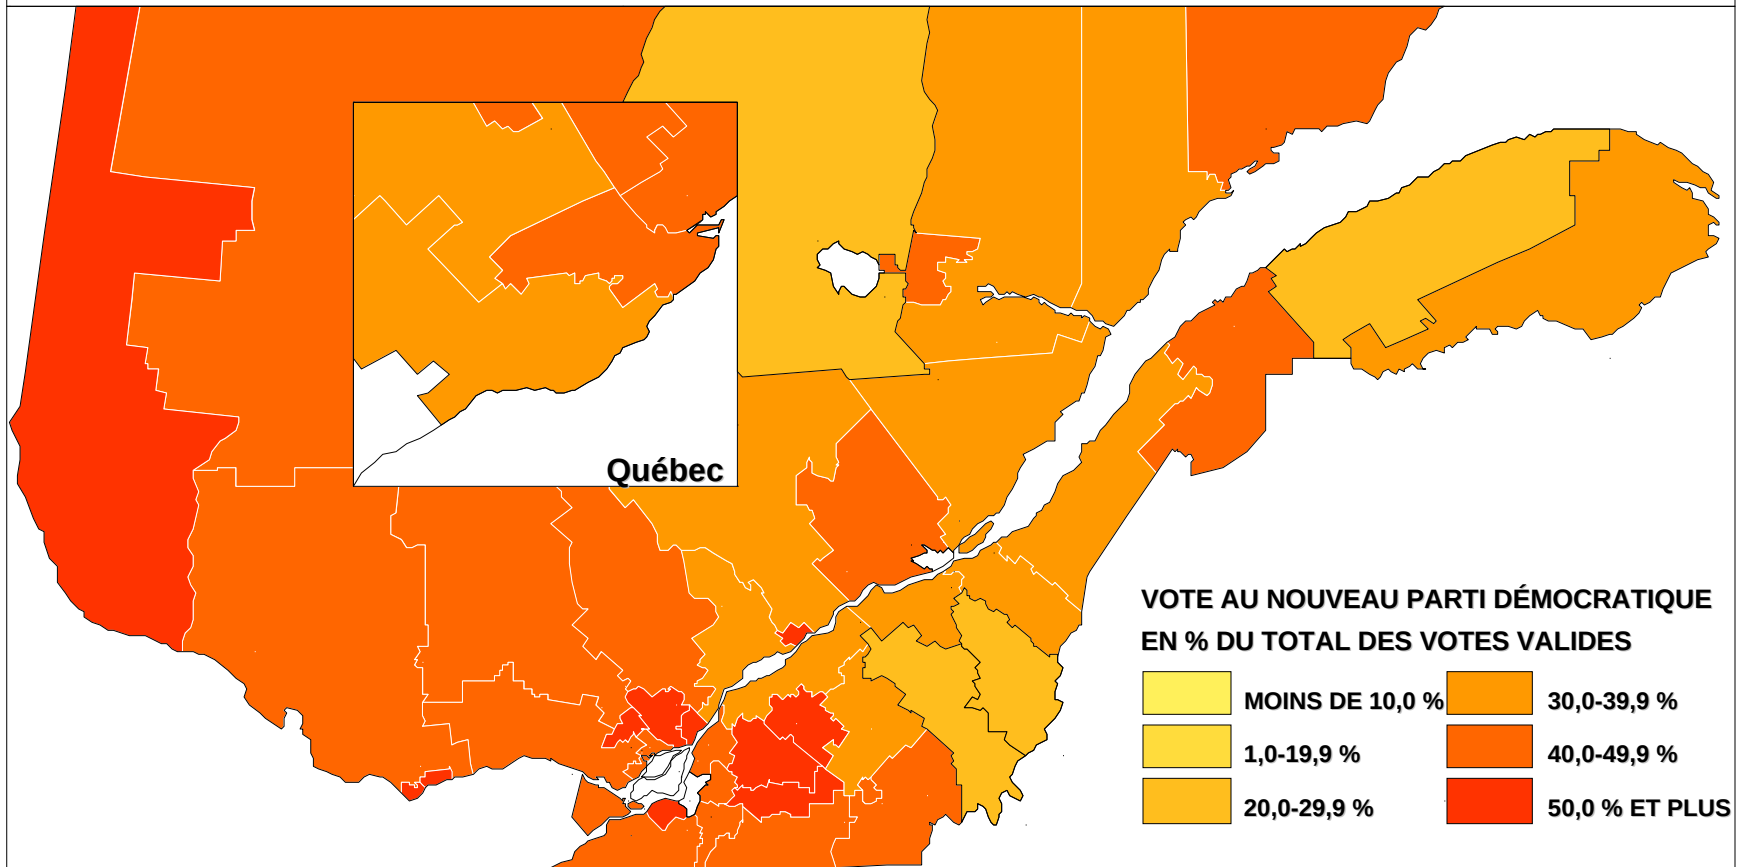 Québec
VOTE AU NOUVEAU PARTI DÉMOCRATIQUE
EN % DU TOTAL DES VOTES VALIDES
MOINS DE 10,0 %
1,0-19,9 %
20,0-29,9 %
30,0-39,9 %
40,0-49,9 %
50,0 % ET PLUS